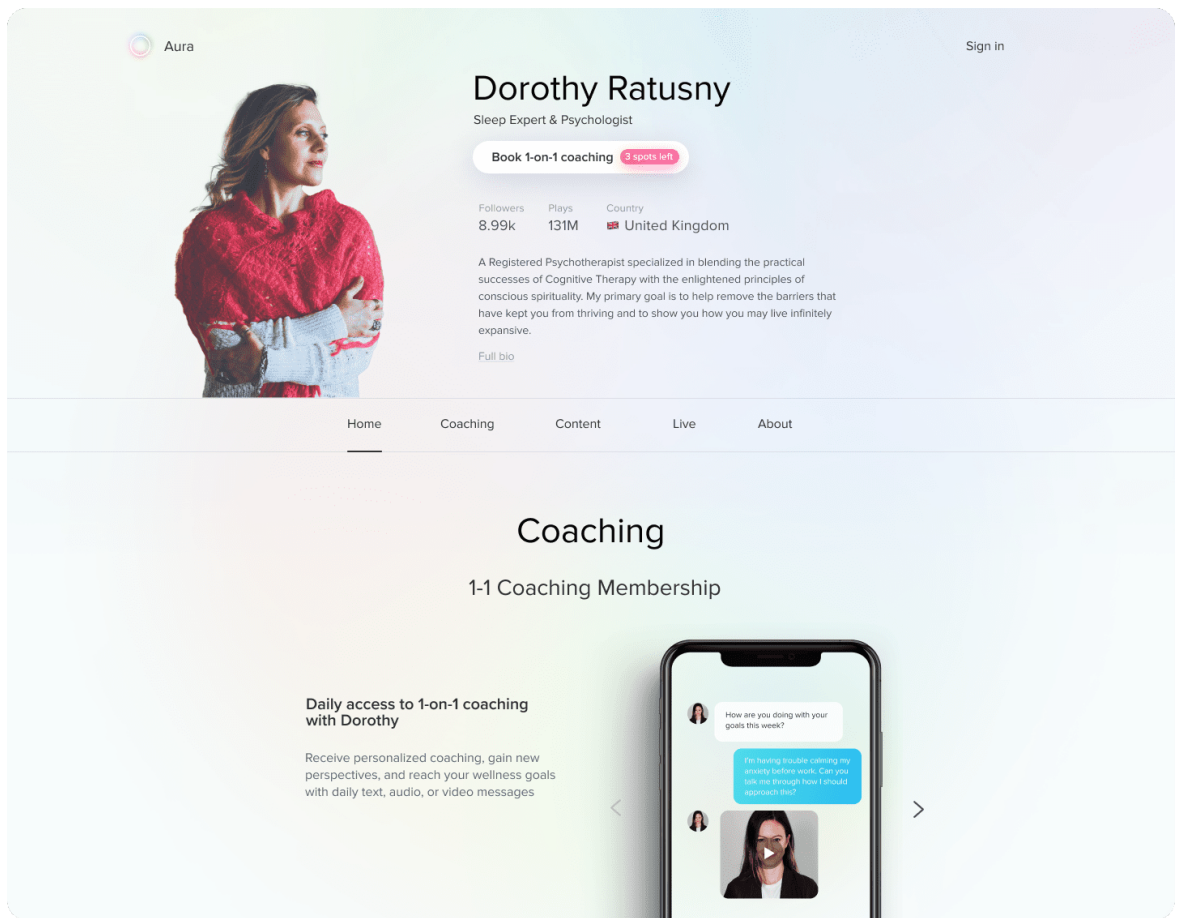 Aura
Sign in
Dorothy Ratusny
Sleep Expert & Psychologist
Book 1-on-1 coaching 3 spots left
Followers Plays Country
8.99k 131M United Kingdom
A Registered Psychotherapist specialized in blending the practical
successes of Cognitive Therapy with the enlightened principles of
conscious spirituality. My primary goal is to help remove the barriers that
have kept you from thriving and to show you how you may live infinitely
expansive.
Full bio
Home Coaching Content Live About
Coaching
1-1 Coaching Membership
Daily access to 1-on-1 coaching
with Dorothy
Receive personalized coaching, gain new
perspectives, and reach your wellness goals
with daily text, audio, or video messages
How are you doing with your
goals this week?
I'm having trouble calming my
anxiety before work. Can you
talk me through how I should
approach this?